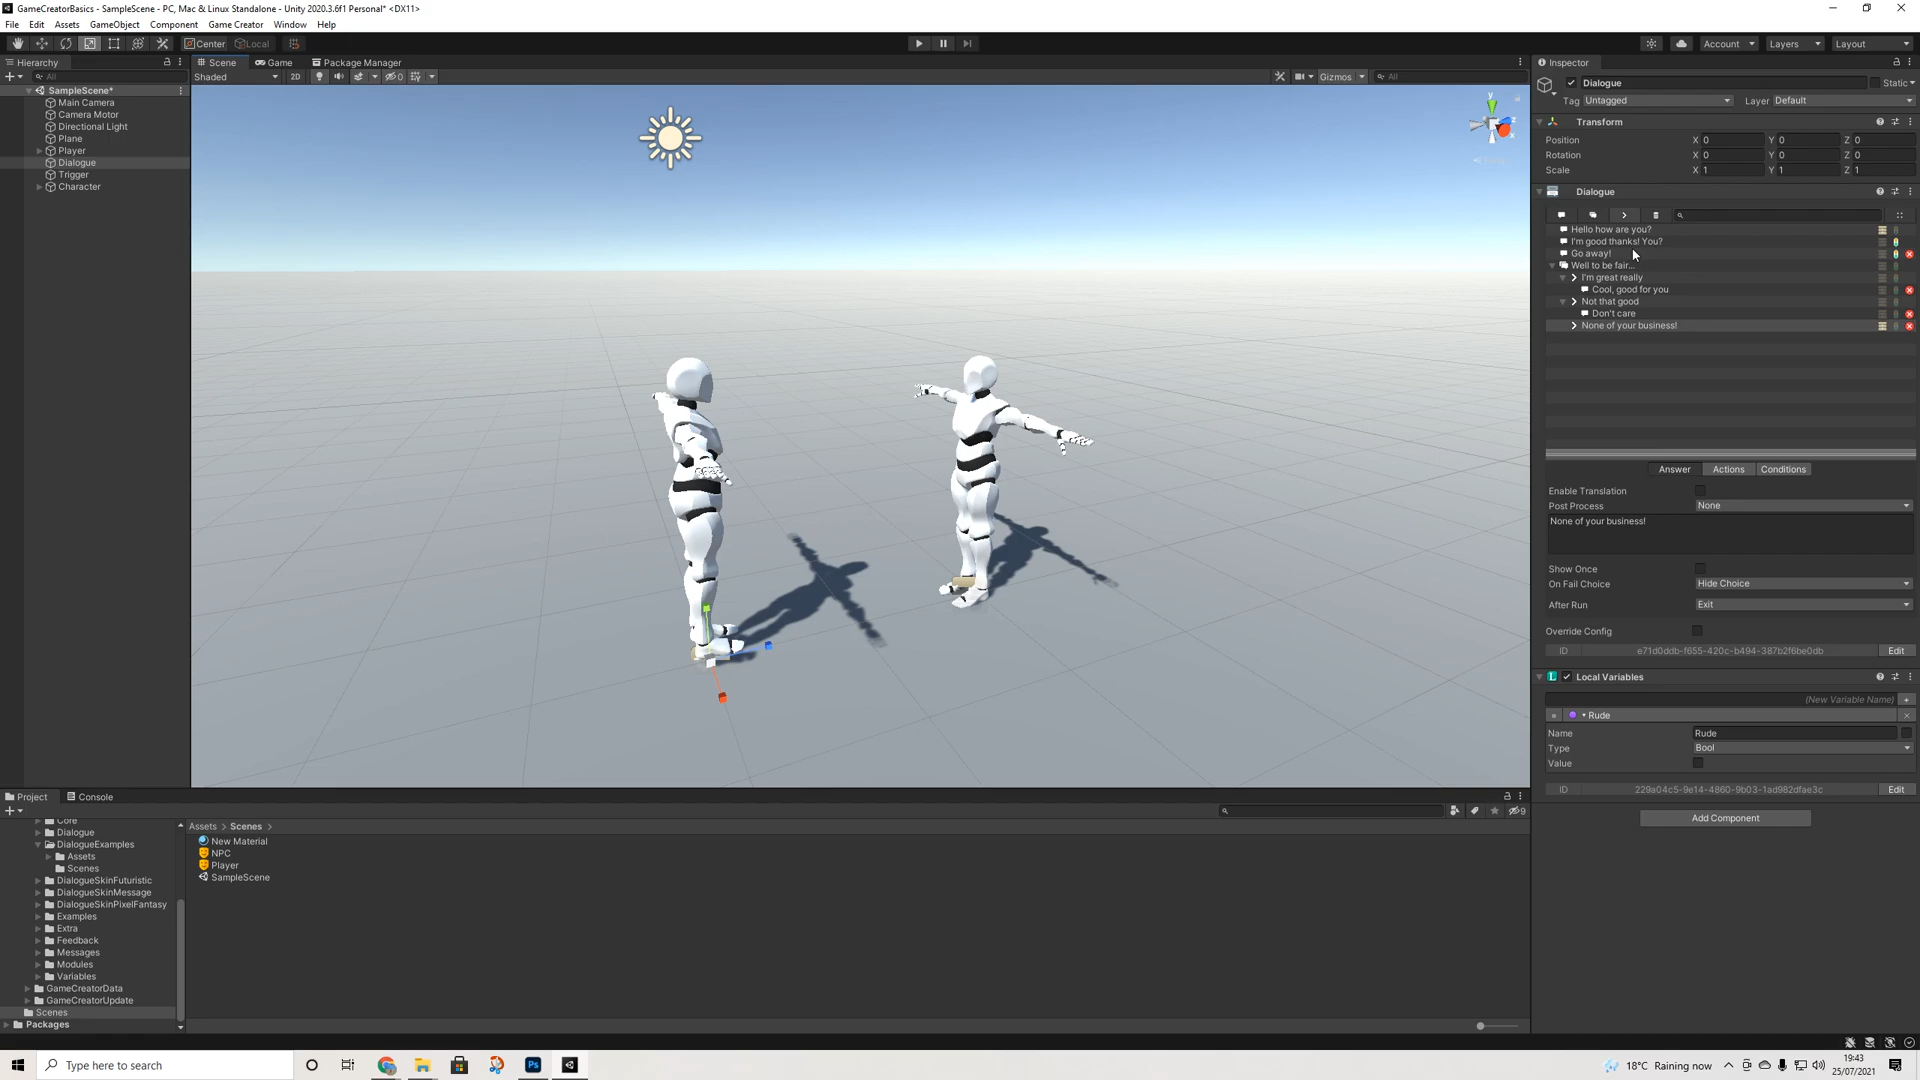 GameCreatorBasics - SampleScene - PC, Mac & Linux Standalone - Unity 2020.3.6f1 Personal* <DX11>
File Edit Assets GameObject Component Game Creator Window Help
Center Local Account Layers Layout
Hierarchy
All
SampleScene*
Main Camera
Camera Motor
Directional Light
Plane
Player
Dialogue
Trigger
Character
Scene Game Package Manager
Shaded 2D 0 Gizmos All
y
z
x
Inspector
Dialogue Static
Tag Untagged Layer Default
Transform
Position X 0 Y 0 Z 0
Rotation X 0 Y 0 Z 0
Scale X 1 Y 1 Z 1
Dialogue
Hello how are you?
I'm good thanks! You?
Go away!
Well to be fair...
I'm great really
Cool, good for you
Not that good
Don't care
None of your business!
Answer Actions Conditions
Enable Translation
Post Process None
None of your business!
Show Once
On Fail Choice Hide Choice
After Run Exit
Override Config
ID e71d0ddb-f655-420c-b494-387b2f6be0db Edit
Local Variables
(New Variable Name) +
Rude
Name Rude
Type Bool
Value
ID 229a04c5-9e14-4860-9b03-1ad982dfae3c Edit
Add Component
Project Console
9
Core
Dialogue
DialogueExamples
Assets
Scenes
DialogueSkinFuturistic
DialogueSkinMessage
DialogueSkinPixelFantasy
Examples
Extra
Feedback
Messages
Modules
Variables
GameCreatorData
GameCreatorUpdate
Scenes
Packages
Assets > Scenes >
New Material
NPC
Player
SampleScene
Type here to search
Ps
18°C Raining now
19:43
25/07/2021